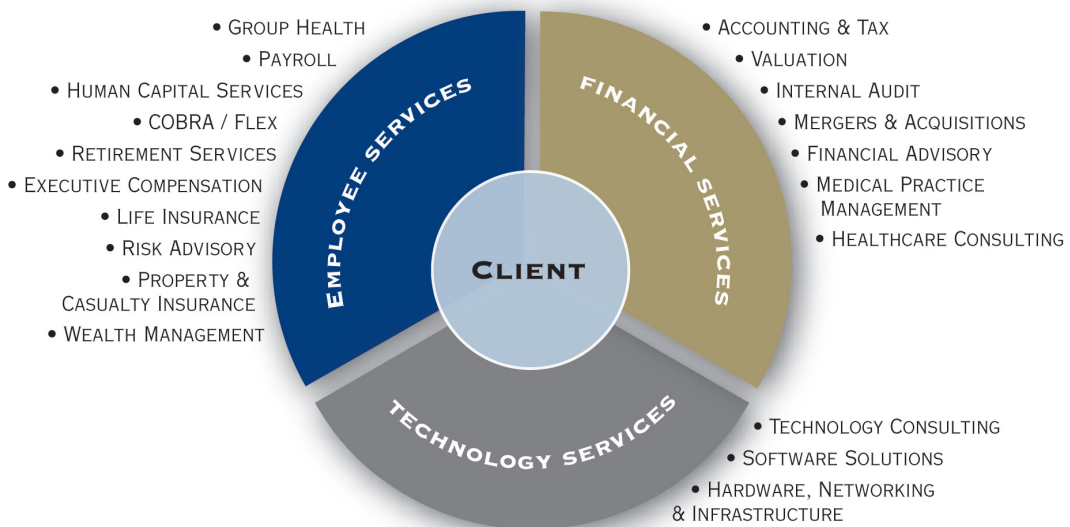 • GROUP HEALTH
• PAYROLL
• HUMAN CAPITAL SERVICES
• COBRA / FLEX
• RETIREMENT SERVICES
• EXECUTIVE COMPENSATION
• LIFE INSURANCE
• RISK ADVISORY
• PROPERTY &
CASUALTY INSURANCE
• WEALTH MANAGEMENT
EMPLOYEE SERVICES
FINANCIAL SERVICES
CLIENT
TECHNOLOGY SERVICES
• ACCOUNTING & TAX
• VALUATION
• INTERNAL AUDIT
• MERGERS & ACQUISITIONS
• FINANCIAL ADVISORY
• MEDICAL PRACTICE
MANAGEMENT
• HEALTHCARE CONSULTING
• TECHNOLOGY CONSULTING
• SOFTWARE SOLUTIONS
• HARDWARE, NETWORKING
& INFRASTRUCTURE